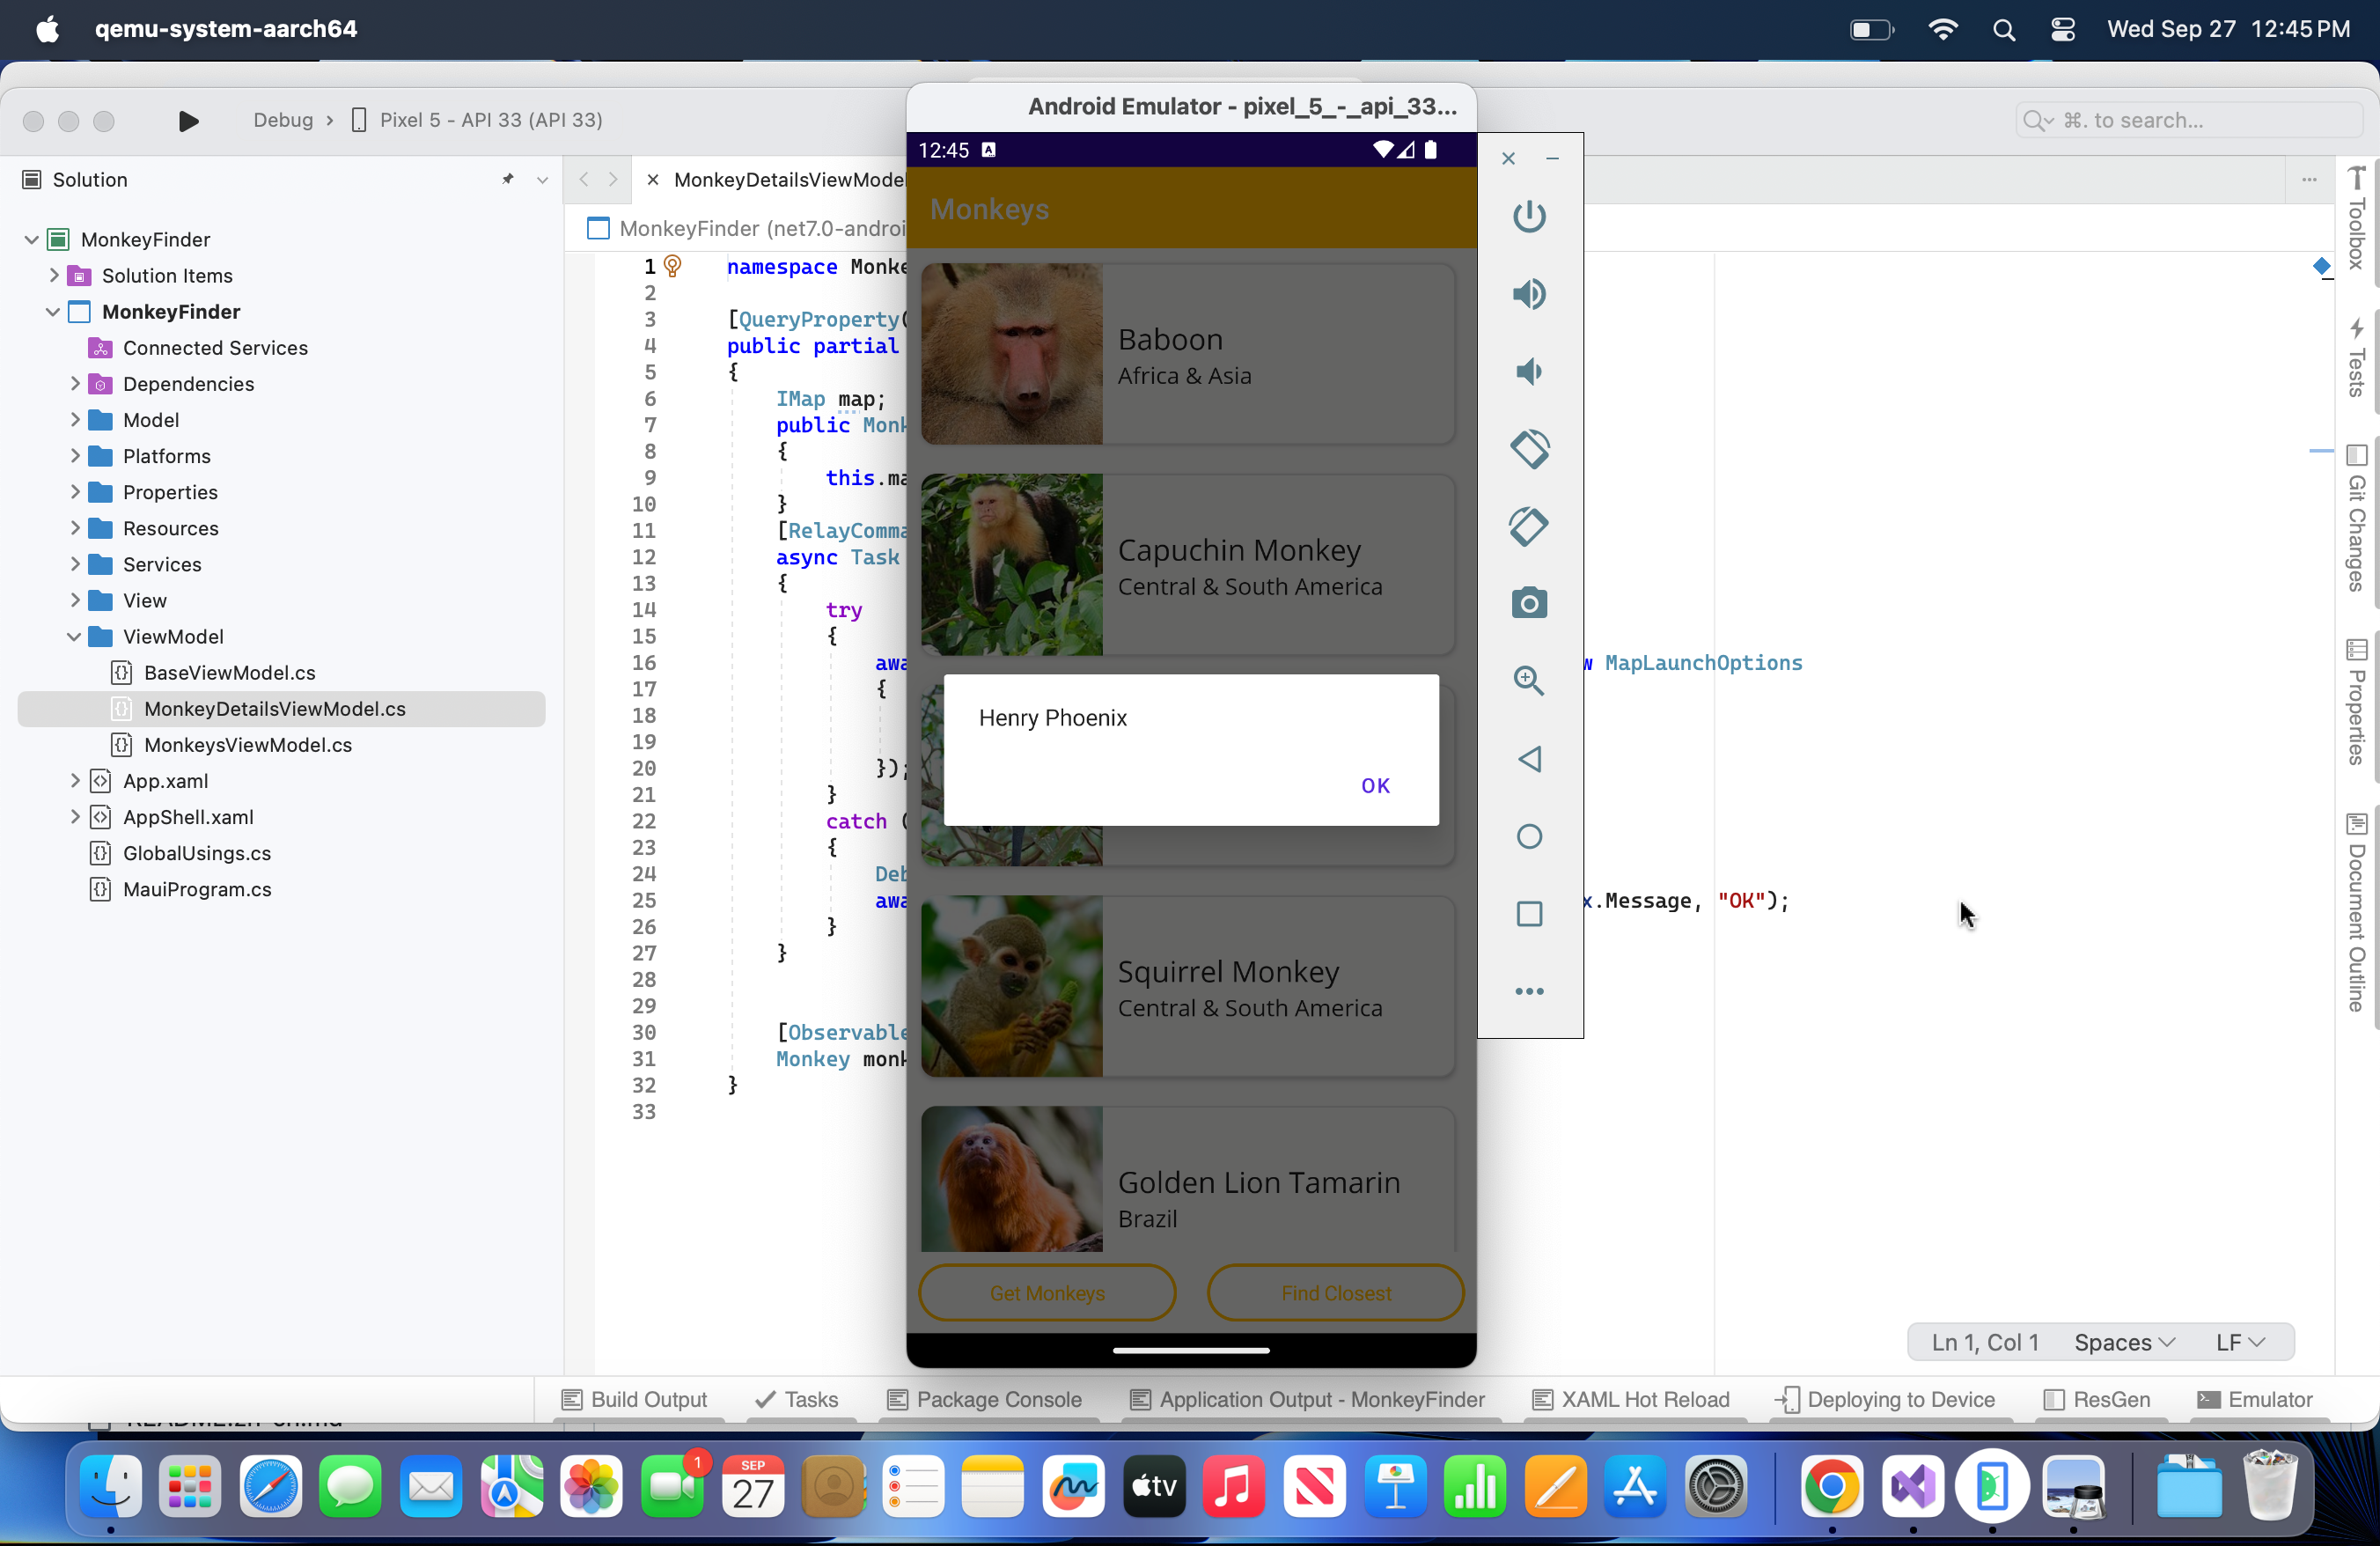 qemu-system-aarch64
Wed Sep 27 12:45 PM
Debug › Pixel 5 - API 33 (API 33)
⌘. to search...
Android Emulator - pixel_5_-_api_33...
Solution
MonkeyFinder
Solution Items
MonkeyFinder
Connected Services
Dependencies
Model
Platforms
Properties
Resources
Services
View
ViewModel
BaseViewModel.cs
MonkeyDetailsViewModel.cs
MonkeysViewModel.cs
App.xaml
AppShell.xaml
GlobalUsings.cs
MauiProgram.cs
MonkeyDetailsViewModel
MonkeyFinder (net7.0-androi
1 namespace Monke
2
3 [QueryProperty(
4 public partial
5 {
6 IMap map;
7 public Monk
8 {
9 this.ma
10 }
11 [RelayComma
12 async Task
13 {
14 try
15 {
16 awa
w MapLaunchOptions
17 {
18
19
20 });
21 }
22 catch (
23 {
24 Deb
25 awa
x.Message, "OK");
26 }
27 }
28
29
30 [Observable
31 Monkey monk
32 }
33
12:45
Monkeys
Baboon
Africa & Asia
Capuchin Monkey
Central & South America
Henry Phoenix
OK
Squirrel Monkey
Central & South America
Golden Lion Tamarin
Brazil
Get Monkeys
Find Closest
Toolbox
Tests
Git Changes
Properties
Document Outline
Ln 1, Col 1 Spaces LF
Build Output
Tasks
Package Console
Application Output - MonkeyFinder
XAML Hot Reload
Deploying to Device
ResGen
Emulator
1
SEP
27
tv